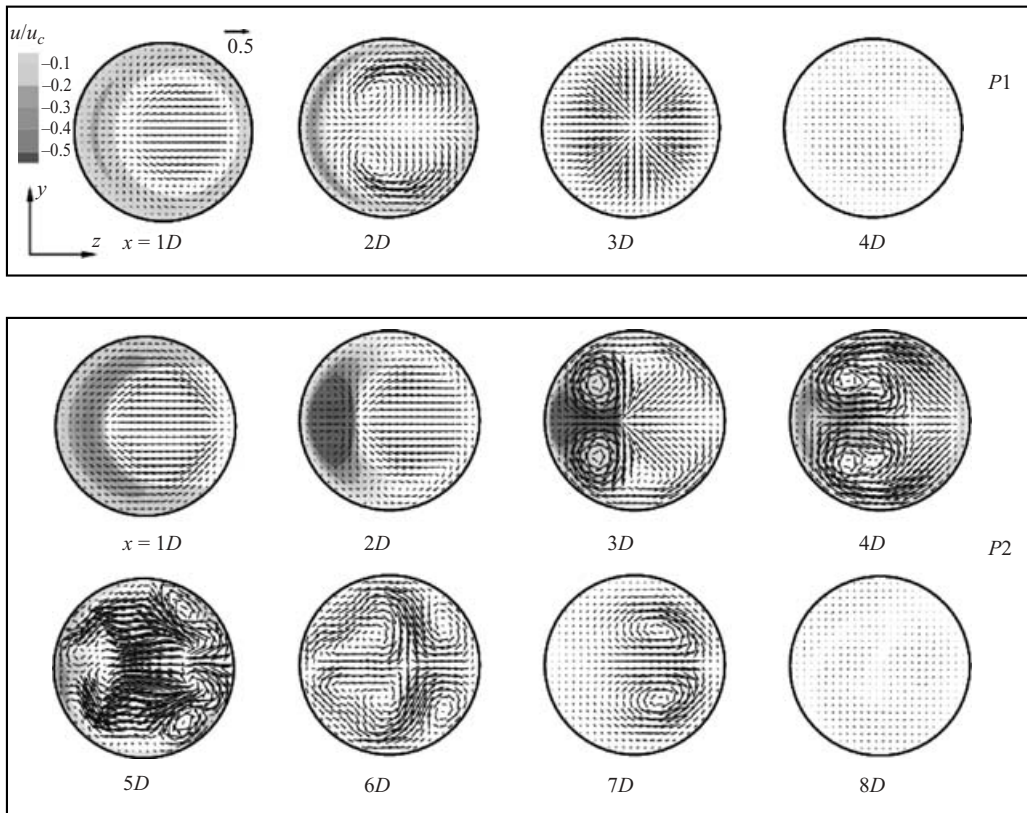 u/u_c
0.5
–0.1
–0.2
–0.3
–0.4
–0.5
P1
y
z
x = 1D 2D 3D 4D
x = 1D 2D 3D 4D
P2
5D 6D 7D 8D